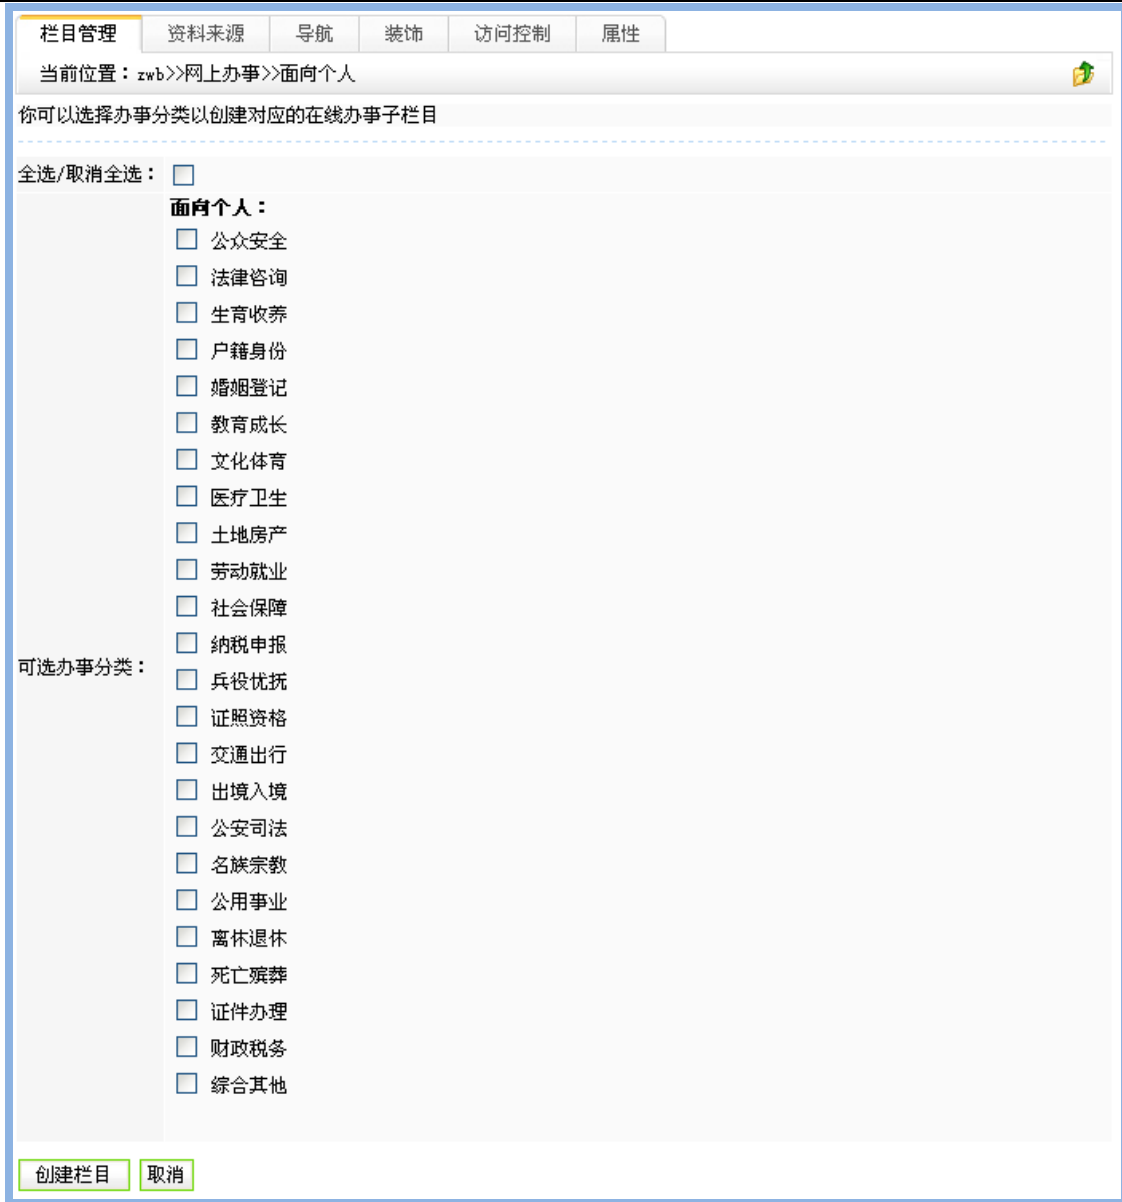 栏目管理 资料来源 导航 装饰 访问控制 属性
当前位置：zwb>>网上办事>>面向个人
你可以选择办事分类以创建对应的在线办事子栏目
全选/取消全选：
可选办事分类：
面向个人：
公众安全
法律咨询
生育收养
户籍身份
婚姻登记
教育成长
文化体育
医疗卫生
土地房产
劳动就业
社会保障
纳税申报
兵役优抚
证照资格
交通出行
出境入境
公安司法
名族宗教
公用事业
离休退休
死亡殡葬
证件办理
财政税务
综合其他
创建栏目 取消